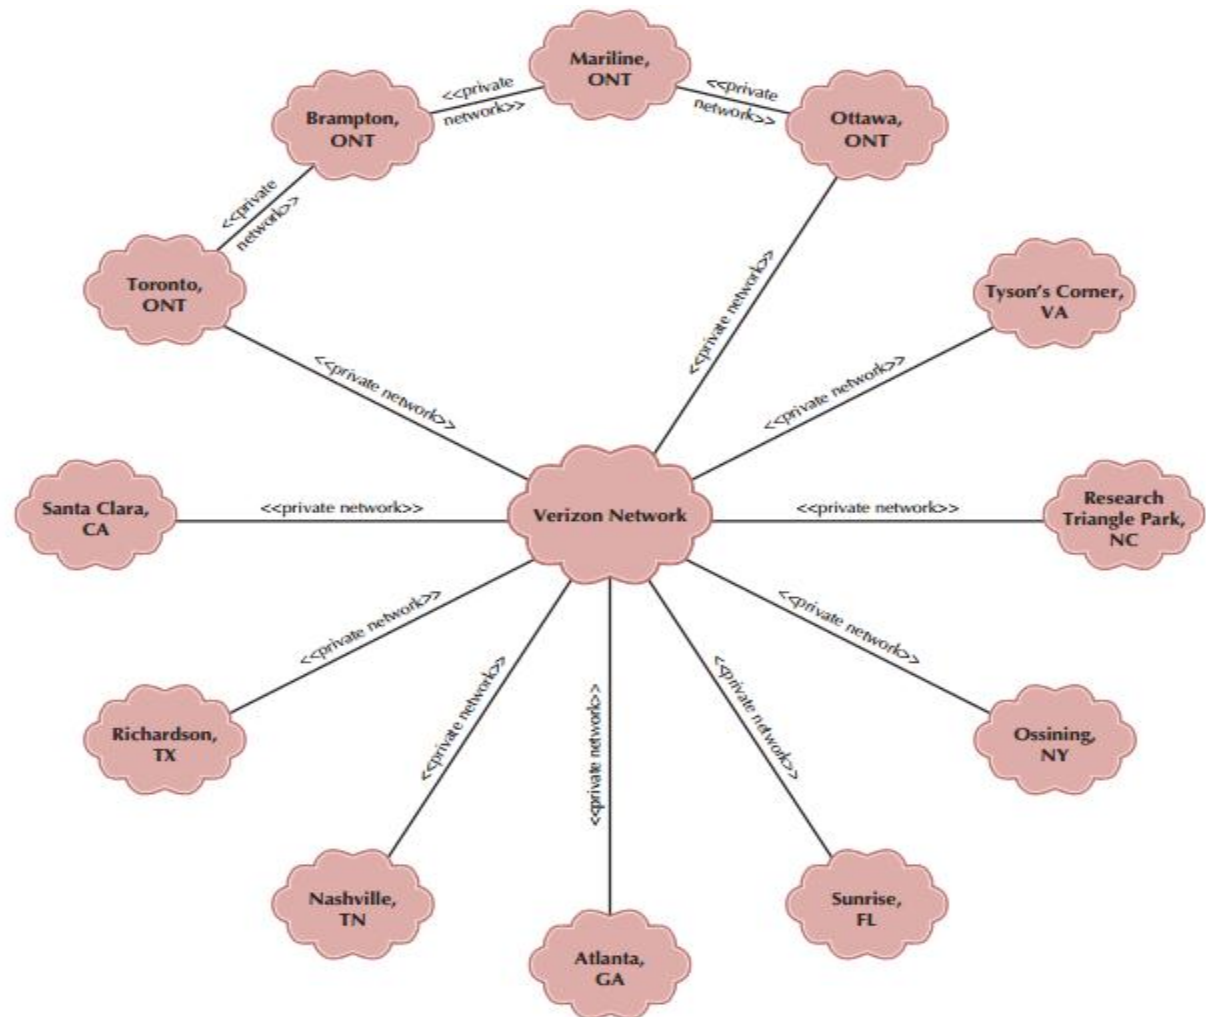 Mariline,
ONT
<<private
network>>
<<private
network>>
Brampton,
ONT
Ottawa,
ONT
<<private
network>>
<<private network>>
Toronto,
ONT
Tyson's Corner,
VA
<<private network>>
<<private network>>
Santa Clara,
CA
<<private network>>
Verizon Network
<<private network>>
Research
Triangle Park,
NC
<<private network>>
<<private network>>
<<private network>>
<<private network>>
<<private network>>
Richardson,
TX
Ossining,
NY
Nashville,
TN
Sunrise,
FL
Atlanta,
GA